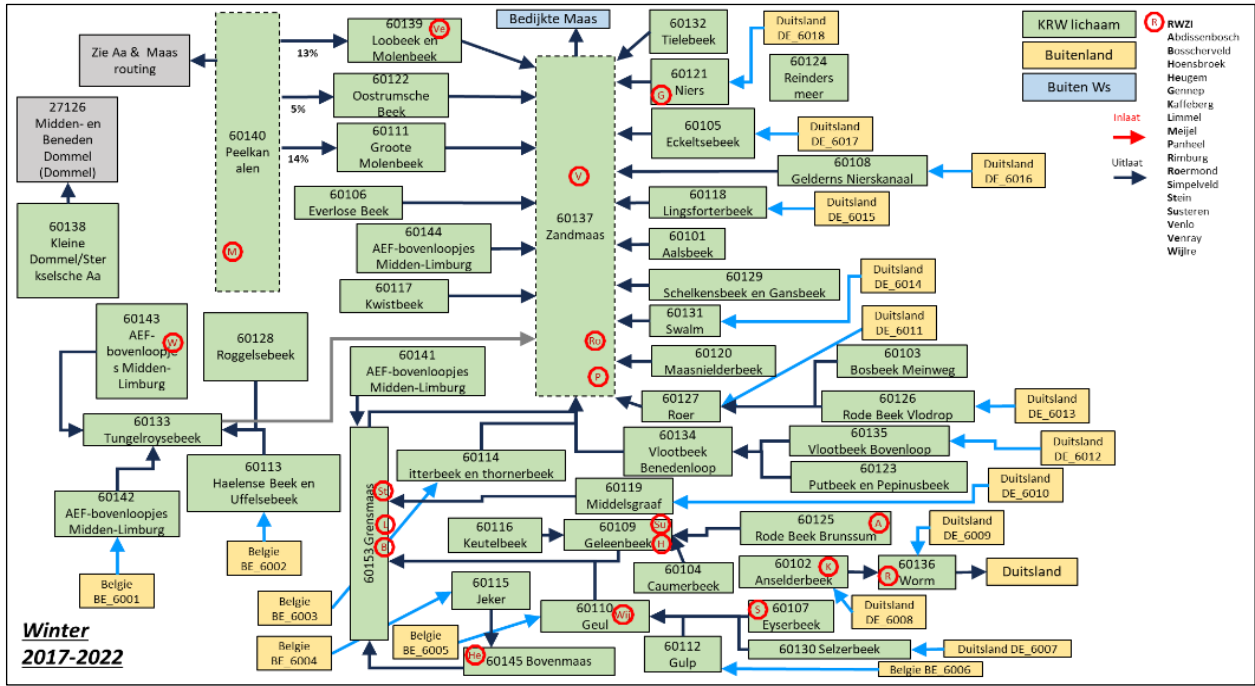 Bedijkte Maas
60139
Loobeek en
Molenbeek
Ve
60132
Tielebeek
Duitsland
DE_6018
KRW lichaam
Buitenland
Buiten Ws
Inlaat
Uitlaat
R
RWZI
Abdissenbosch
Bosscherveld
Hoensbroek
Heugem
Gennep
Kaffeberg
Limmel
Meijel
Panheel
Rimburg
Roermond
Simpelveld
Stein
Susteren
Venlo
Venray
Wijlre
Zie Aa & Maas
routing
13%
5%
14%
60122
Oostrumsche
Beek
60121
Niers
G
60124
Reinders
meer
27126
Midden- en
Beneden
Dommel
(Dommel)
60140
Peelkan
alen
M
60111
Groote
Molenbeek
60105
Eckeltsebeek
Duitsland
DE_6017
60108
Gelderns Nierskanaal
Duitsland
DE_6016
V
60137
Zandmaas
Ro
P
60106
Everlose Beek
60118
Lingsforterbeek
Duitsland
DE_6015
60138
Kleine
Dommel/Ster
kselsche Aa
60144
AEF-bovenloopjes
Midden-Limburg
60101
Aalsbeek
60117
Kwistbeek
60129
Schelkensbeek en Gansbeek
Duitsland
DE_6014
60143
AEF-
bovenloopje
s Midden-
Limburg
W
60128
Roggelsebeek
60131
Swalm
Duitsland
DE_6011
60141
AEF-bovenloopjes
Midden-Limburg
60120
Maasnielderbeek
60103
Bosbeek Meinweg
60127
Roer
60126
Rode Beek Vlodrop
Duitsland
DE_6013
60133
Tungelroysebeek
60134
Vlootbeek
Benedenloop
60135
Vlootbeek Bovenloop
Duitsland
DE_6012
60114
itterbeek en thornerbeek
60123
Putbeek en Pepinusbeek
60113
Haelense Beek en
Uffelsebeek
60142
AEF-bovenloopjes
Midden-Limburg
60153 Grensmaas
St
L
B
60119
Middelsgraaf
Duitsland
DE_6010
60116
Keutelbeek
60109
Geleenbeek
Su
H
60125
Rode Beek Brunssum
A
Duitsland
DE_6009
Belgie
BE_6002
60104
Caumerbeek
60102
Anselderbeek
K
60136
Worm
R
Duitsland
Belgie
BE_6001
60115
Jeker
Belgie
BE_6003
60110
Geul
Wij
60107
Eyserbeek
S
Duitsland
DE_6008
Belgie
BE_6004
Belgie
BE_6005
He
60145 Bovenmaas
60112
Gulp
60130 Selzerbeek
Duitsland DE_6007
Belgie BE_6006
Winter
2017-2022